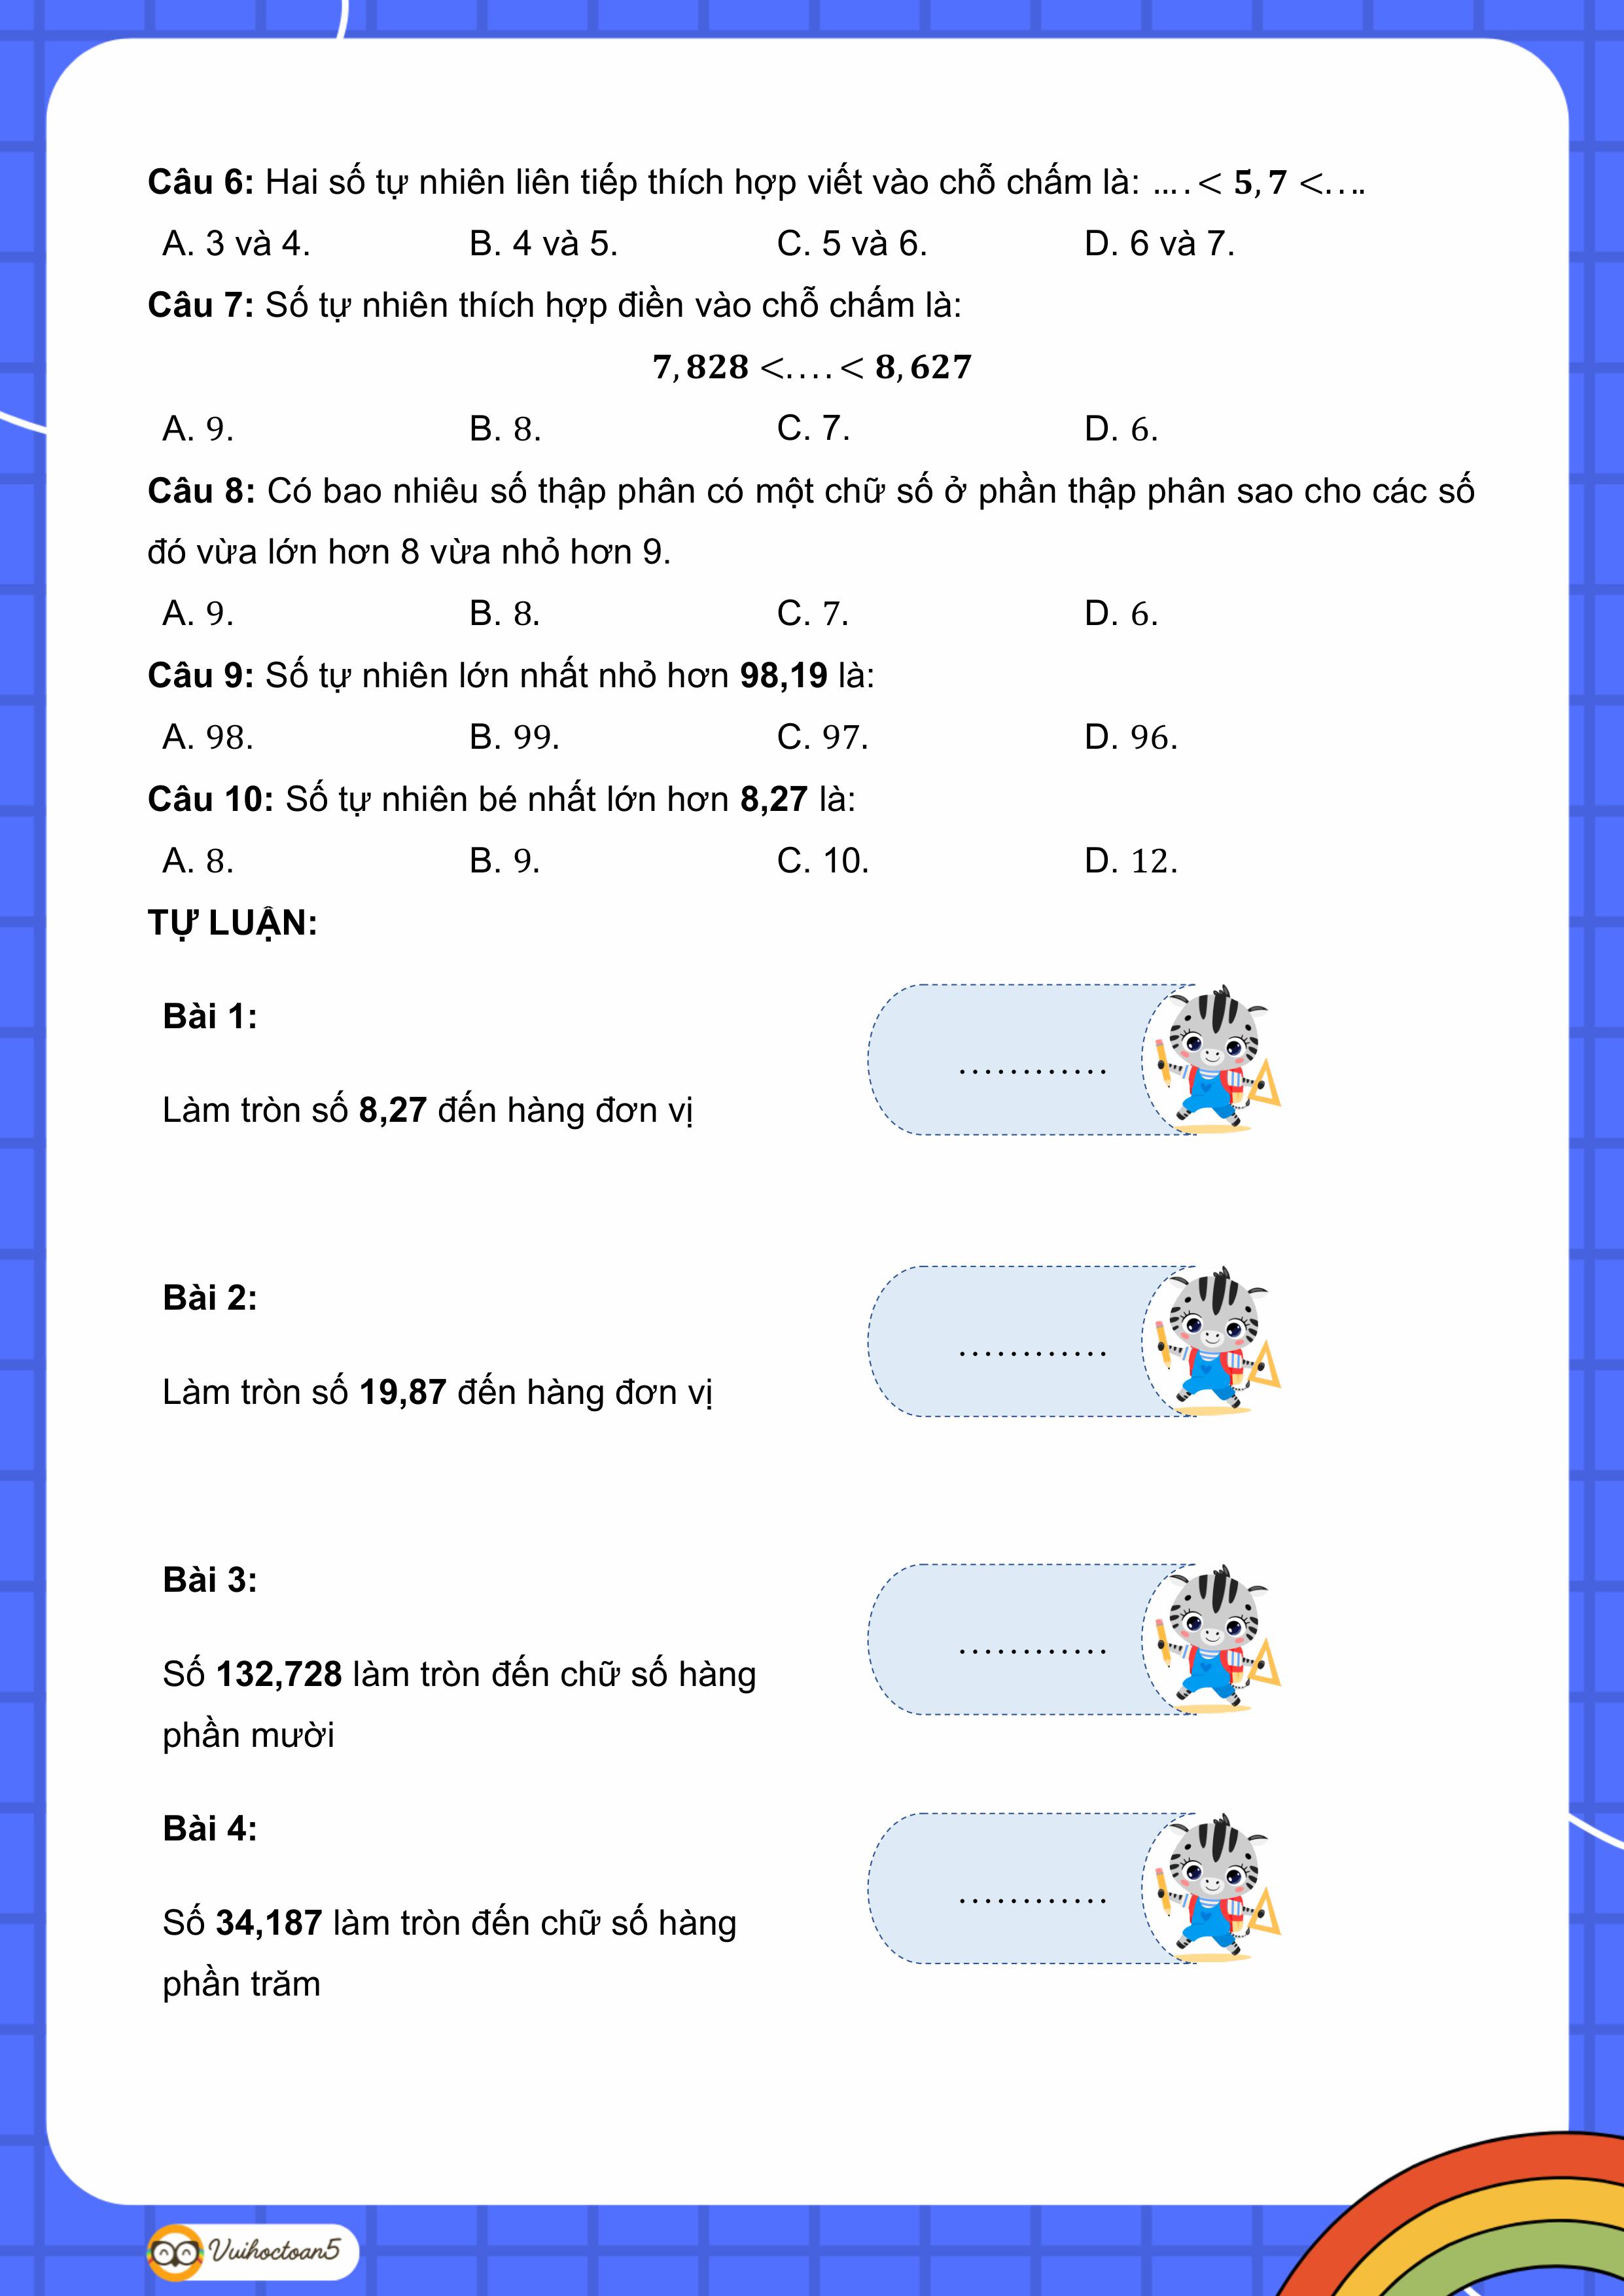 Câu 6: Hai số tự nhiên liên tiếp thích hợp viết vào chỗ chấm là: .... < 5,7 <....
A. 3 và 4. B. 4 và 5. C. 5 và 6. D. 6 và 7.
Câu 7: Số tự nhiên thích hợp điền vào chỗ chấm là:
7,828 <....< 8,627
A. 9. B. 8. C. 7. D. 6.
Câu 8: Có bao nhiêu số thập phân có một chữ số ở phần thập phân sao cho các số
đó vừa lớn hơn 8 vừa nhỏ hơn 9.
A. 9. B. 8. C. 7. D. 6.
Câu 9: Số tự nhiên lớn nhất nhỏ hơn 98,19 là:
A. 98. B. 99. C. 97. D. 96.
Câu 10: Số tự nhiên bé nhất lớn hơn 8,27 là:
A. 8. B. 9. C. 10. D. 12.
TỰ LUẬN:
Bài 1:
Làm tròn số 8,27 đến hàng đơn vị
............
Bài 2:
Làm tròn số 19,87 đến hàng đơn vị
............
Bài 3:
Số 132,728 làm tròn đến chữ số hàng
phần mười
............
Bài 4:
Số 34,187 làm tròn đến chữ số hàng
phần trăm
............
Vuihoctoan5